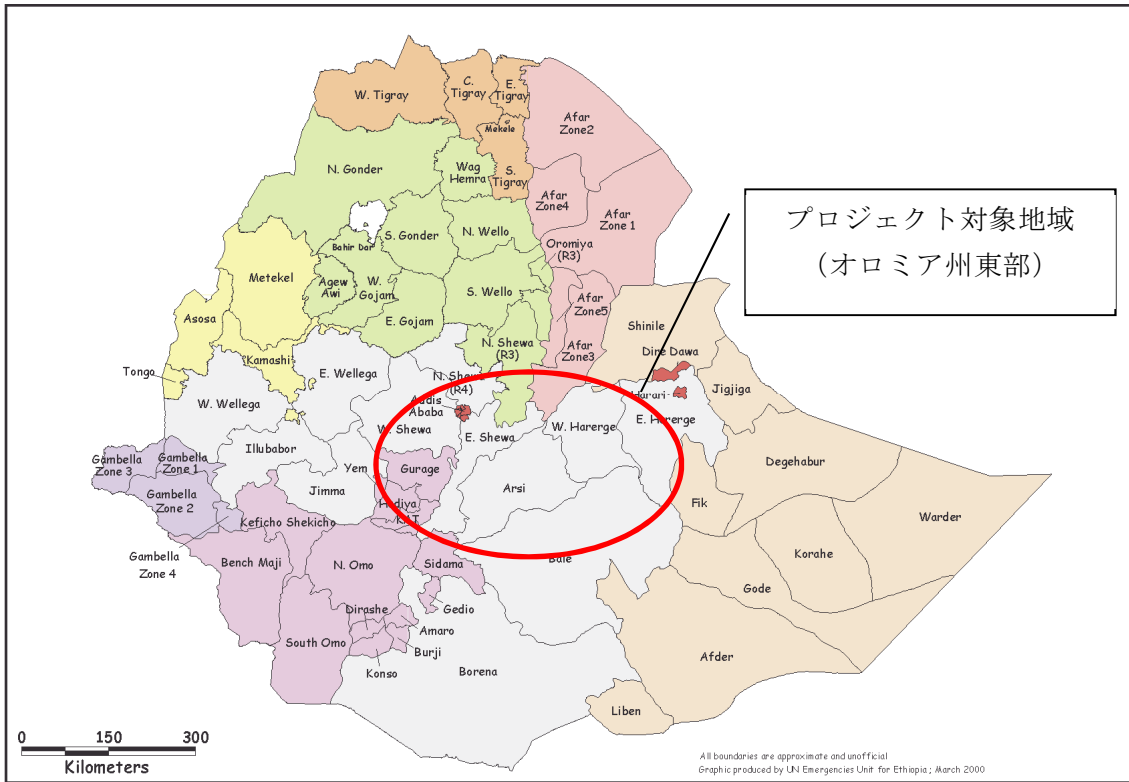 W. Tigray
C.
Tigray
E.
Tigray
Mekele
S.
Tigray
Afar
Zone2
N. Gonder
Wag
Hemra
Afar
Zone4
Afar
Zone 1
プロジェクト対象地域
（オロミア州東部）
Bahir Dar
S. Gonder
N. Wello
Oromiya
(R3)
Metekel
Agew
Awi
W.
Gojam
S. Wello
Afar
Zone5
Asosa
E. Gojam
N. Shewa
(R3)
Afar
Zone3
Shinile
Dire Dawa
Kamashi
Tongo
E. Wellega
N. Shewa
(R4)
Jigjiga
W. Wellega
Addis
Ababa
Harari
W. Shewa
E. Shewa
W. Harerge
E. Harerge
Illubabor
Gambella
Zone 3
Gambella
Zone1
Yem
Gurage
Degehabur
Gambella
Zone 2
Jimma
Arsi
Hadiya
KAT
Fik
Keficho Shekicho
Warder
Gambella
Zone 4
Bench Maji
N. Omo
Sidama
Bale
Korahe
Gode
Gedio
Dirashe
Amaro
South Omo
Burji
Konso
Borena
Afder
Liben
0 150 300
Kilometers
All boundaries are approximate and unofficial
Graphic produced by UN Emergencies Unit for Ethiopia; March 2000